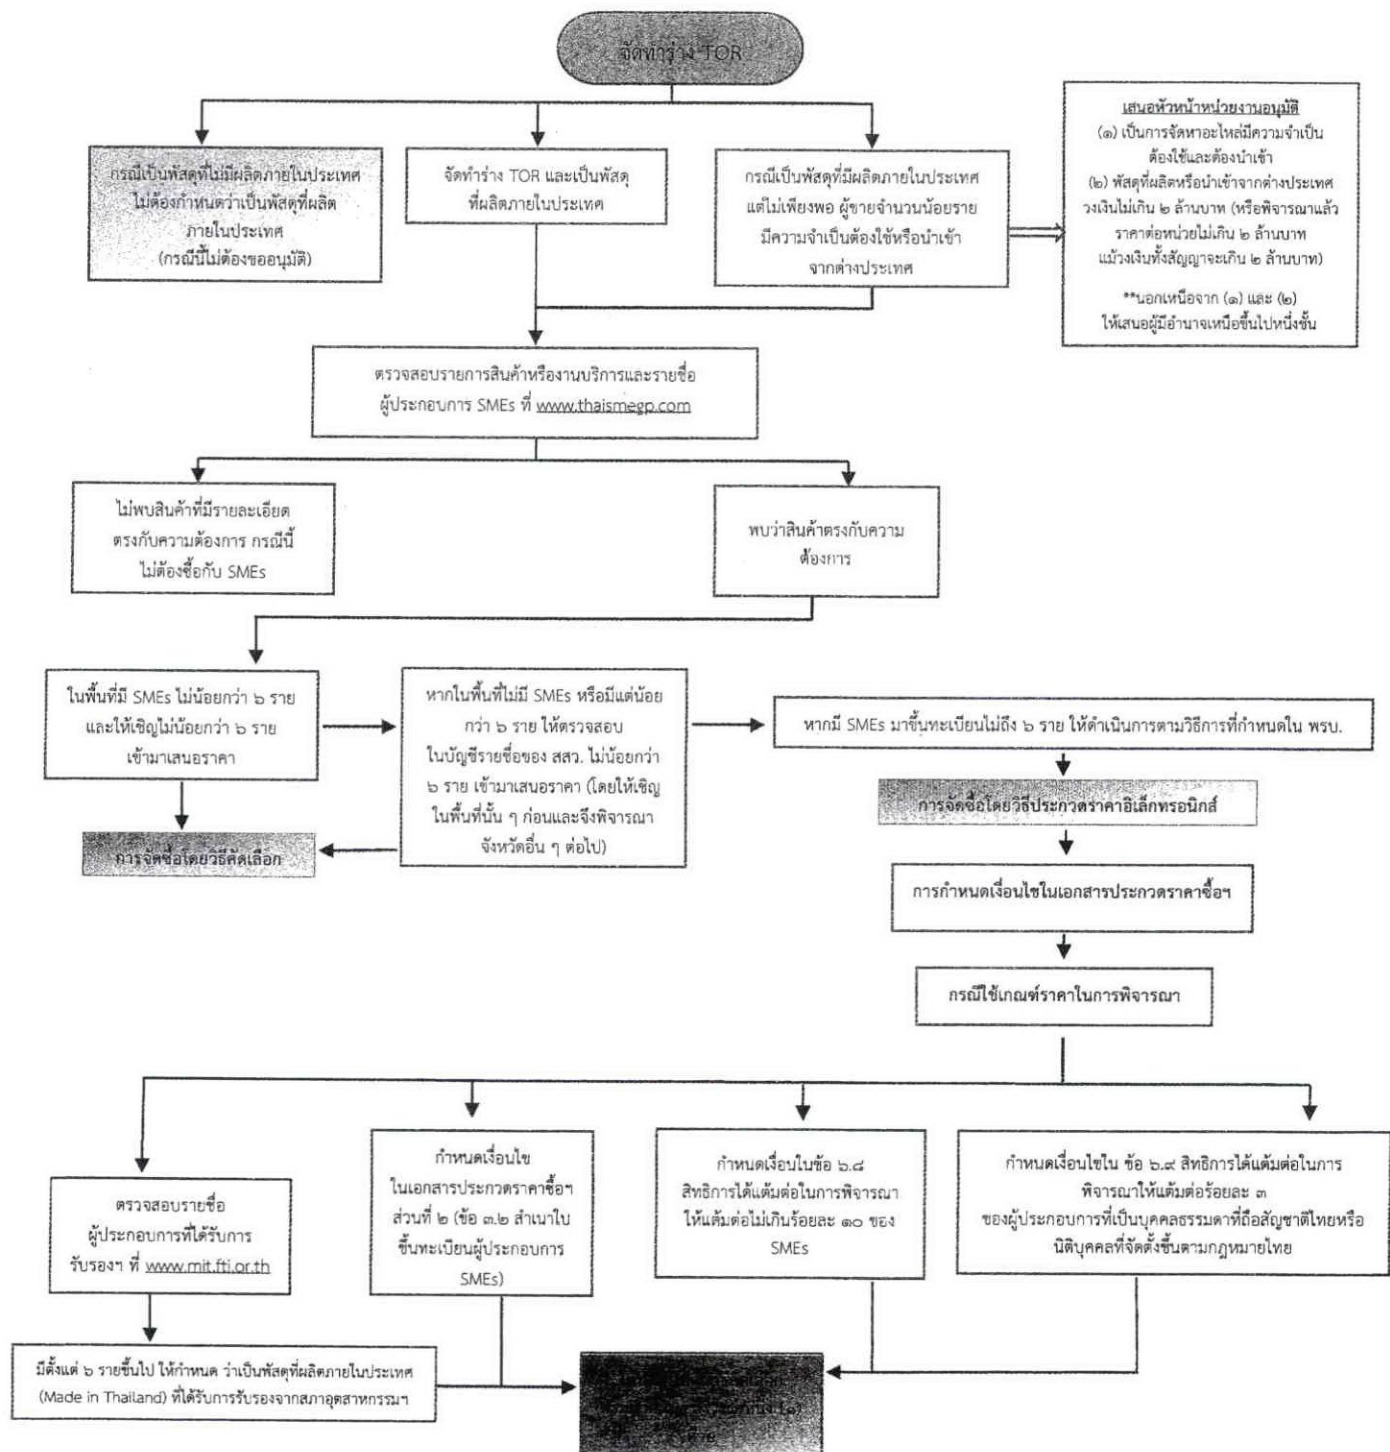 จัดทำร่าง TOR
กรณีเป็นพัสดุที่ไม่มีผลิตภายในประเทศ
ไม่ต้องกำหนดว่าเป็นพัสดุที่ผลิต
ภายในประเทศ
(กรณีนี้ไม่ต้องขออนุมัติ)
จัดทำร่าง TOR และเป็นพัสดุ
ที่ผลิตภายในประเทศ
กรณีเป็นพัสดุที่มีผลิตภายในประเทศ
แต่ไม่เพียงพอ ผู้ขายจำนวนน้อยราย
มีความจำเป็นต้องใช้หรือนำเข้า
จากต่างประเทศ
เสนอหัวหน้าหน่วยงานอนุมัติ
(๑) เป็นการจัดหาอะไหล่มีความจำเป็น
ต้องใช้และต้องนำเข้า
(๒) พัสดุที่ผลิตหรือนำเข้าจากต่างประเทศ
วงเงินไม่เกิน ๒ ล้านบาท (หรือพิจารณาแล้ว
ราคาต่อหน่วยไม่เกิน ๒ ล้านบาท
แม้วงเงินทั้งสัญญาจะเกิน ๒ ล้านบาท)
**นอกเหนือจาก (๑) และ (๒)
ให้เสนอผู้มีอำนาจเหนือขึ้นไปหนึ่งชั้น
ตรวจสอบรายการสินค้าหรืองานบริการและรายชื่อ
ผู้ประกอบการ SMEs ที่ www.thaismegp.com
ไม่พบสินค้าที่มีรายละเอียด
ตรงกับความต้องการ กรณีนี้
ไม่ต้องซื้อกับ SMEs
พบว่าสินค้าตรงกับความ
ต้องการ
ในพื้นที่มี SMEs ไม่น้อยกว่า ๖ ราย
และให้เชิญไม่น้อยกว่า ๖ ราย
เข้ามาเสนอราคา
หากในพื้นที่ไม่มี SMEs หรือมีแต่น้อย
กว่า ๖ ราย ให้ตรวจสอบ
ในบัญชีรายชื่อของ สสว. ไม่น้อยกว่า
๖ ราย เข้ามาเสนอราคา (โดยให้เชิญ
ในพื้นที่นั้น ๆ ก่อนและจึงพิจารณา
จังหวัดอื่น ๆ ต่อไป)
หากมี SMEs มาขึ้นทะเบียนไม่ถึง ๖ ราย ให้ดำเนินการตามวิธีการที่กำหนดใน พรบ.
การจัดซื้อโดยวิธีคัดเลือก
การจัดซื้อโดยวิธีประกวดราคาอิเล็กทรอนิกส์
การกำหนดเงื่อนไขในเอกสารประกวดราคาซื้อฯ
กรณีใช้เกณฑ์ราคาในการพิจารณา
ตรวจสอบรายชื่อ
ผู้ประกอบการที่ได้รับการ
รับรองฯ ที่ www.mit.fti.or.th
กำหนดเงื่อนไข
ในเอกสารประกวดราคาซื้อฯ
ส่วนที่ ๒ (ข้อ ๓.๒ สำเนาใบ
ขึ้นทะเบียนผู้ประกอบการ
SMEs)
กำหนดเงื่อนในข้อ ๖.๘
สิทธิการได้แต้มต่อในการพิจารณา
ให้แต้มต่อไม่เกินร้อยละ ๑๐ ของ
SMEs
กำหนดเงื่อนไขใน ข้อ ๖.๙ สิทธิการได้แต้มต่อในการ
พิจารณาให้แต้มต่อร้อยละ ๓
ของผู้ประกอบการที่เป็นบุคคลธรรมดาที่ถือสัญชาติไทยหรือ
นิติบุคคลที่จัดตั้งขึ้นตามกฎหมายไทย
มีตั้งแต่ ๖ รายขึ้นไป ให้กำหนด ว่าเป็นพัสดุที่ผลิตภายในประเทศ
(Made in Thailand) ที่ได้รับการรับรองจากสภาอุตสาหกรรมฯ